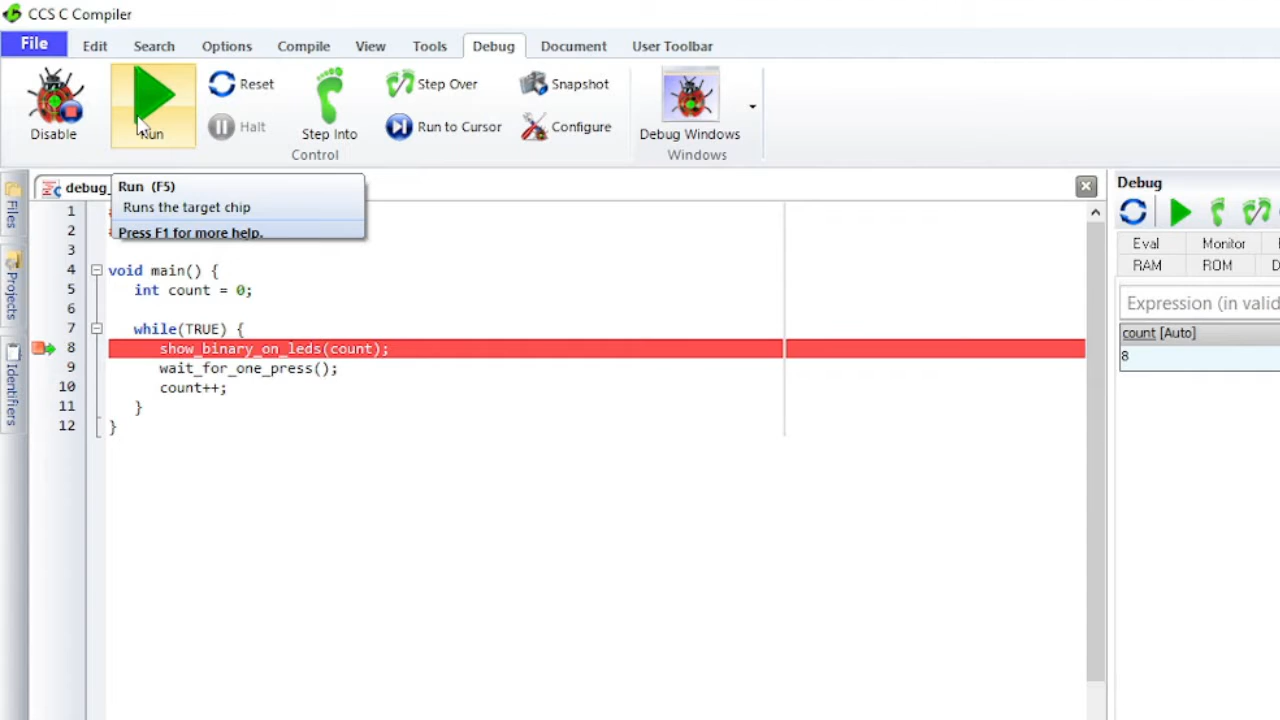 CCS C Compiler
File Edit Search Options Compile View Tools Debug Document User Toolbar
Disable
Run
Reset
Halt
Step Into
Step Over
Run to Cursor
Snapshot
Configure
Control
Debug Windows
Windows
debug_
Run (F5)
Runs the target chip
Press F1 for more help.
Files
Projects
Identifiers
1
2
3
4 void main() {
5 int count = 0;
6
7 while(TRUE) {
8 show_binary_on_leds(count);
9 wait_for_one_press();
10 count++;
11 }
12 }
Debug
Eval Monitor
RAM ROM
Expression (in valid
count [Auto]
8